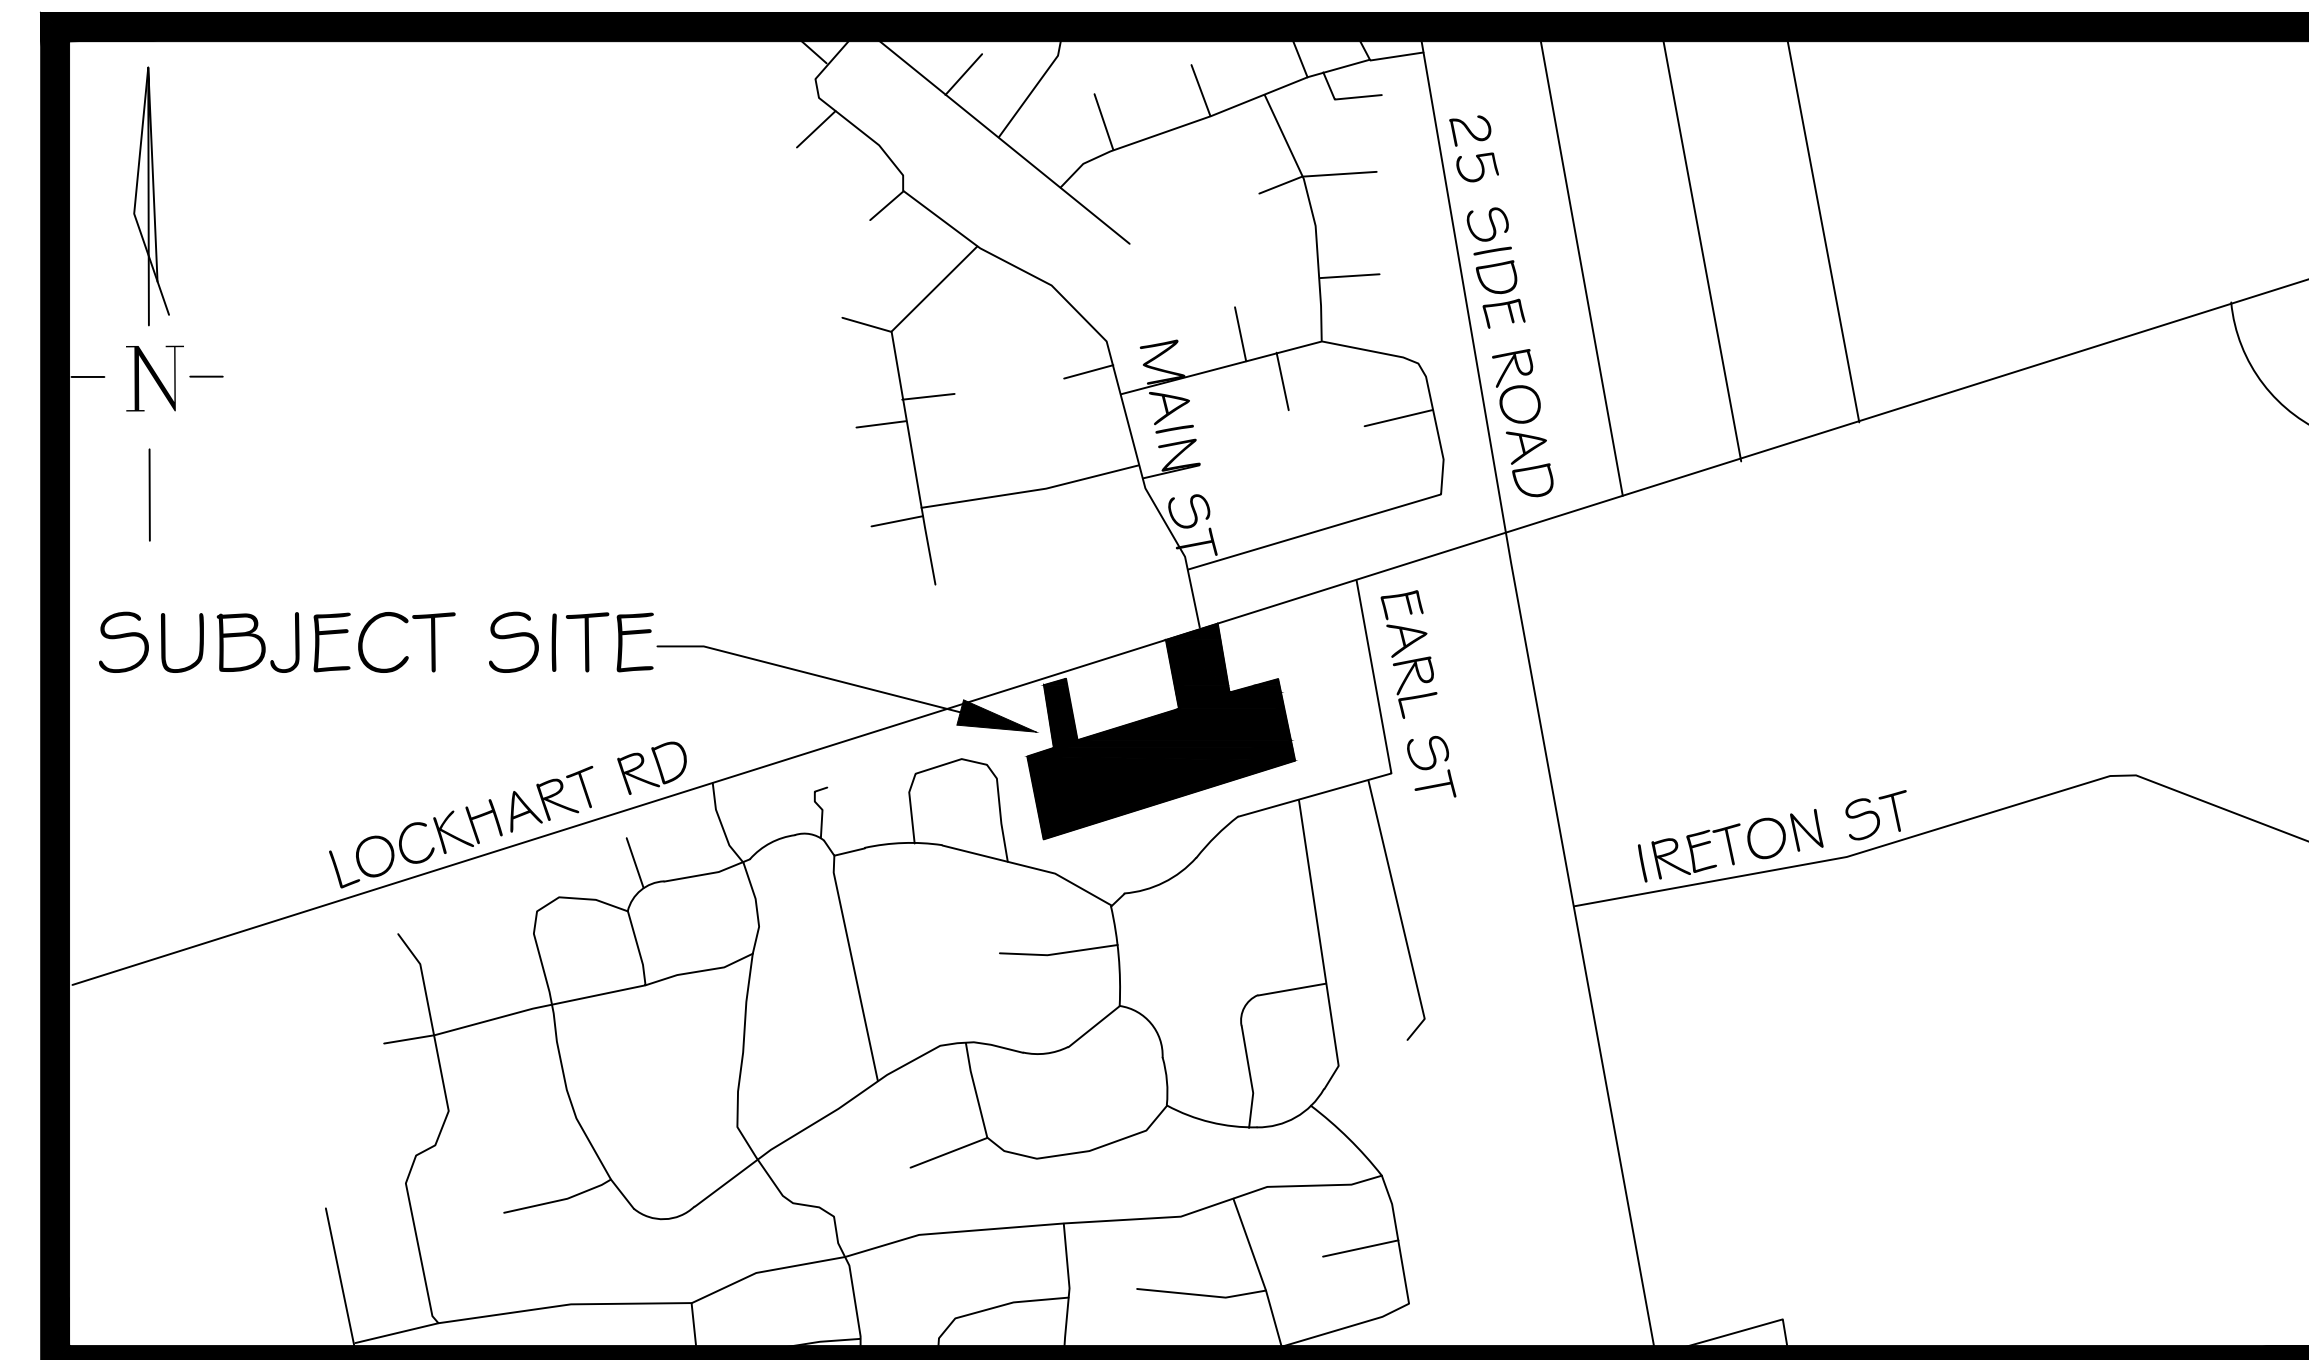 25 SIDE ROAD
MAIN ST
N
SUBJECT SITE
EARL ST
LOCKHART RD
IRETON ST